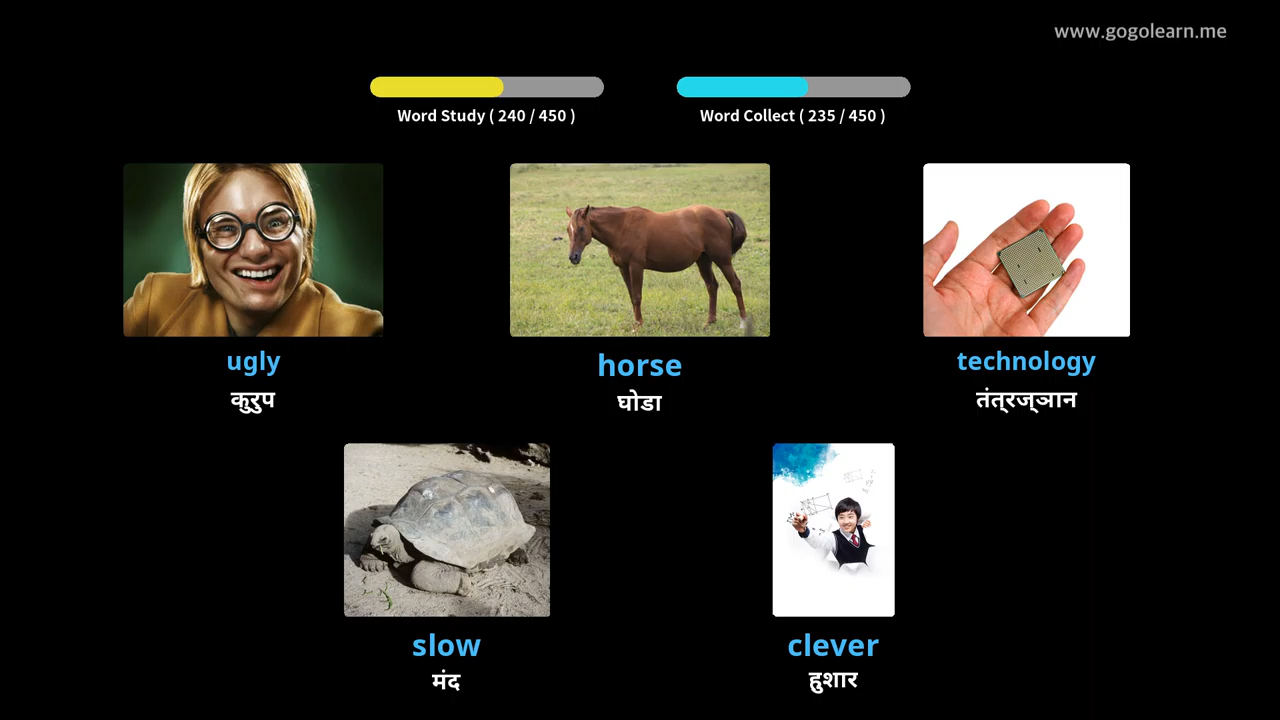 www.gogolearn.me
Word Study ( 240 / 450 )
Word Collect ( 235 / 450 )
ugly
कुरुप
horse
घोडा
technology
तंत्रज्ञान
slow
मंद
clever
हुशार